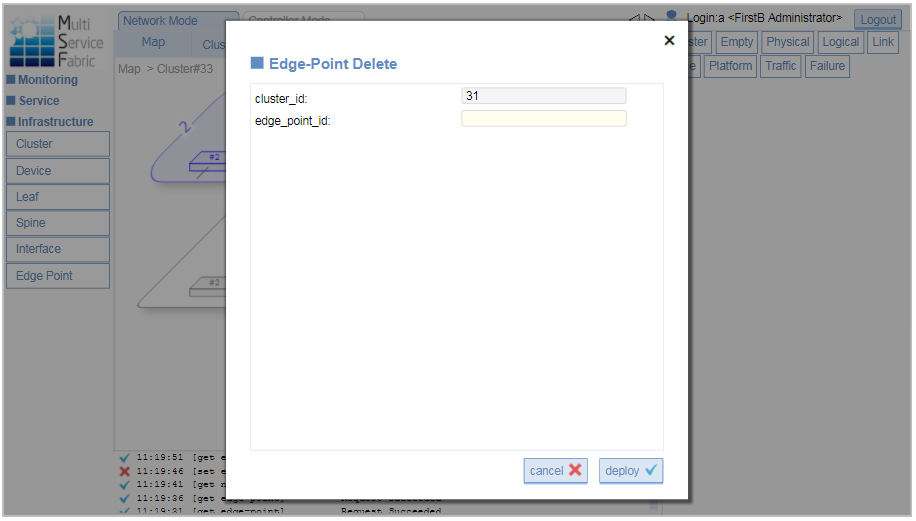 Multi
Service
Fabric
Network Mode
Controller Mode
Login:a <FirstB Administrator>
Logout
Map
Clus
ster
Empty
Physical
Logical
Link
Platform
Traffic
Failure
Map > Cluster#33
Monitoring
Service
Infrastructure
Cluster
Device
Leaf
Spine
Interface
Edge Point
2
#2
#2
Edge-Point Delete
cluster_id:
31
edge_point_id:
cancel
deploy
11:19:51 [get e
11:19:46 [set e
11:19:41 [get n
11:19:36 [get edge-point] Request Succeeded
11:19:31 [get edge-point] Request Succeeded